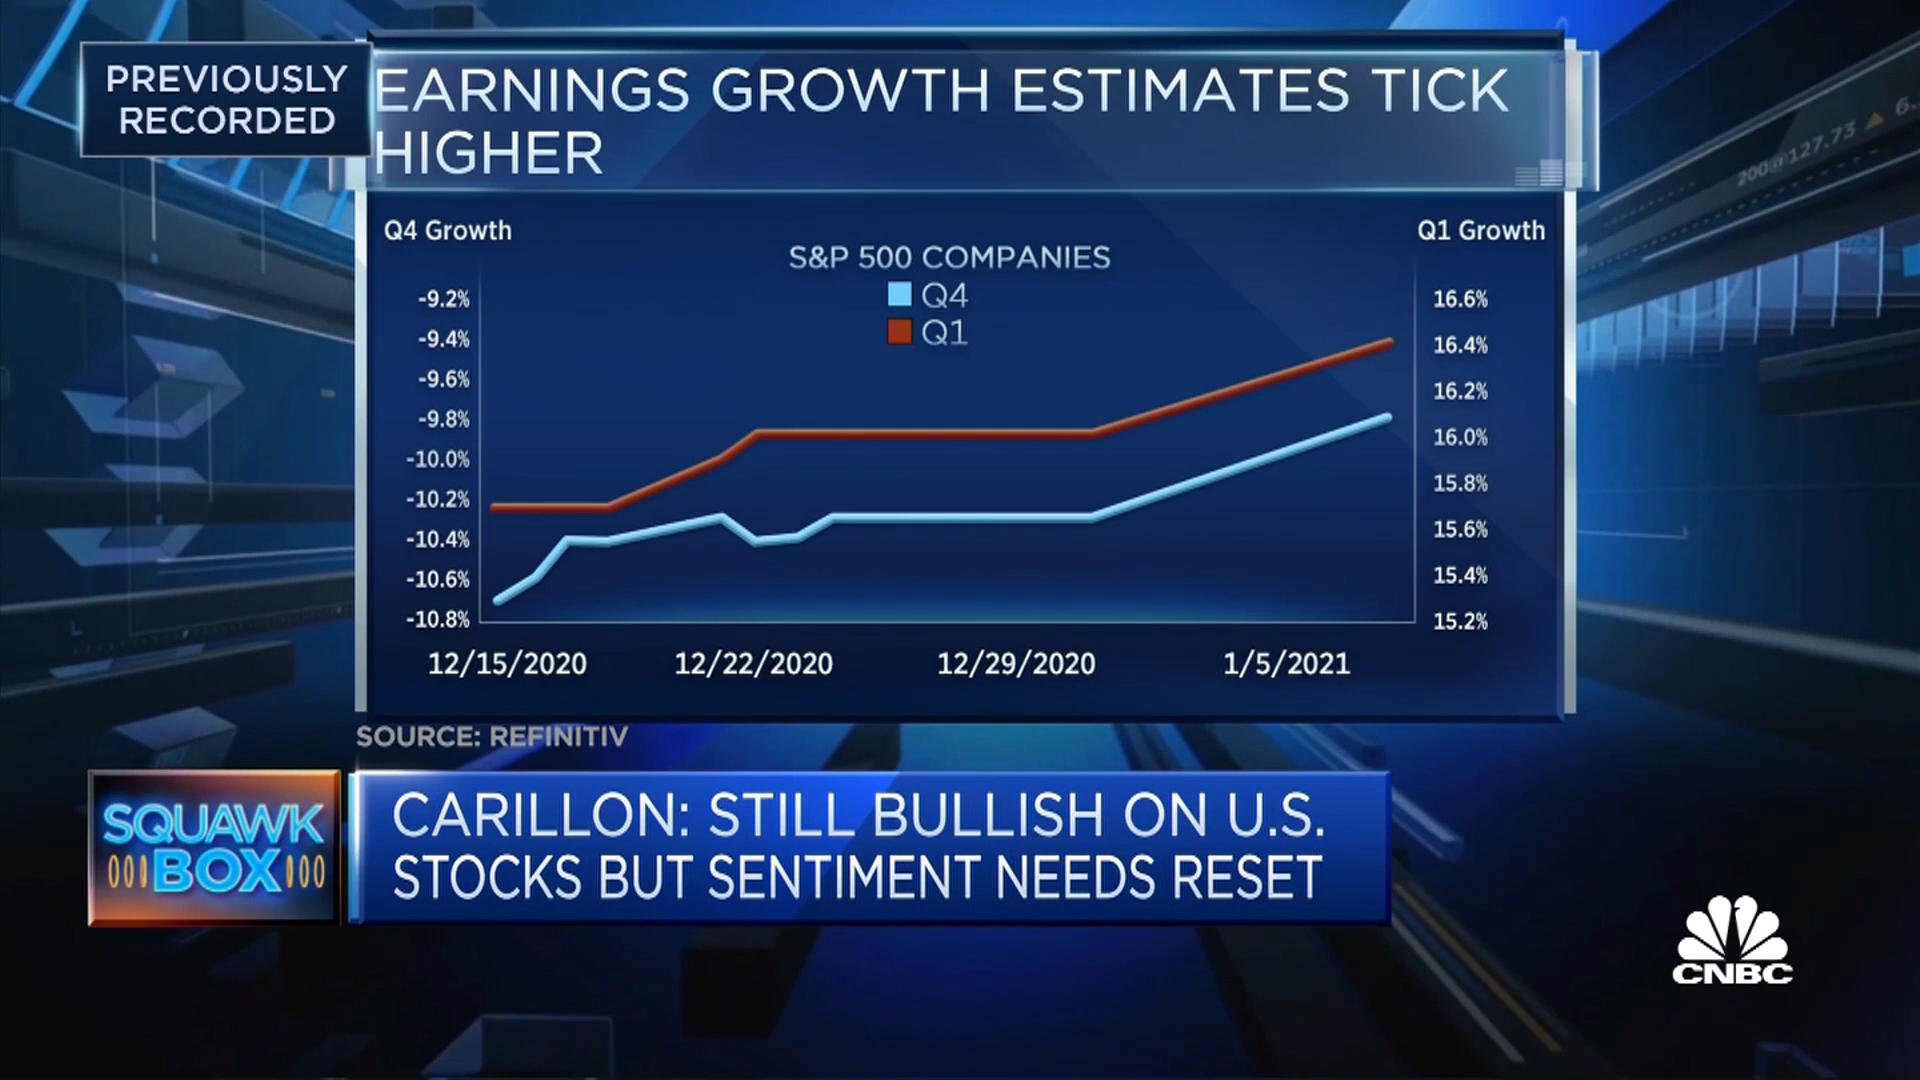 PREVIOUSLY
RECORDED
EARNINGS GROWTH ESTIMATES TICK
HIGHER
Q4 Growth
Q1 Growth
S&P 500 COMPANIES
Q4
Q1
-9.2%
-9.4%
-9.6%
-9.8%
-10.0%
-10.2%
-10.4%
-10.6%
-10.8%
16.6%
16.4%
16.2%
16.0%
15.8%
15.6%
15.4%
15.2%
12/15/2020 12/22/2020 12/29/2020 1/5/2021
SOURCE: REFINITIV
SQUAWK
BOX
CARILLON: STILL BULLISH ON U.S.
STOCKS BUT SENTIMENT NEEDS RESET
CNBC